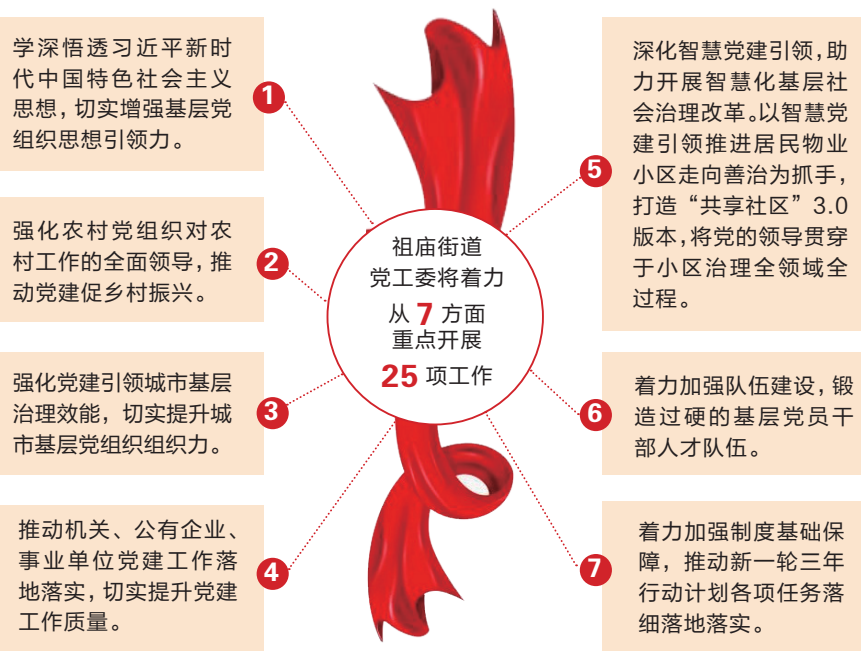 祖庙街道
党工委将着力
从 7 方面
重点开展
25 项工作
1
学深悟透习近平新时
代中国特色社会主义
思想，切实增强基层党
组织思想引领力。
2
强化农村党组织对农
村工作的全面领导，推
动党建促乡村振兴。
3
强化党建引领城市基层
治理效能，切实提升城
市基层党组织组织力。
4
推动机关、公有企业、
事业单位党建工作落
地落实，切实提升党建
工作质量。
5
深化智慧党建引领，助
力开展智慧化基层社
会治理改革。以智慧党
建引领推进居民物业
小区走向善治为抓手，
打造“共享社区”3.0
版本，将党的领导贯穿
于小区治理全领域全
过程。
6
着力加强队伍建设，锻
造过硬的基层党员干
部人才队伍。
7
着力加强制度基础保
障，推动新一轮三年
行动计划各项任务落
细落地落实。